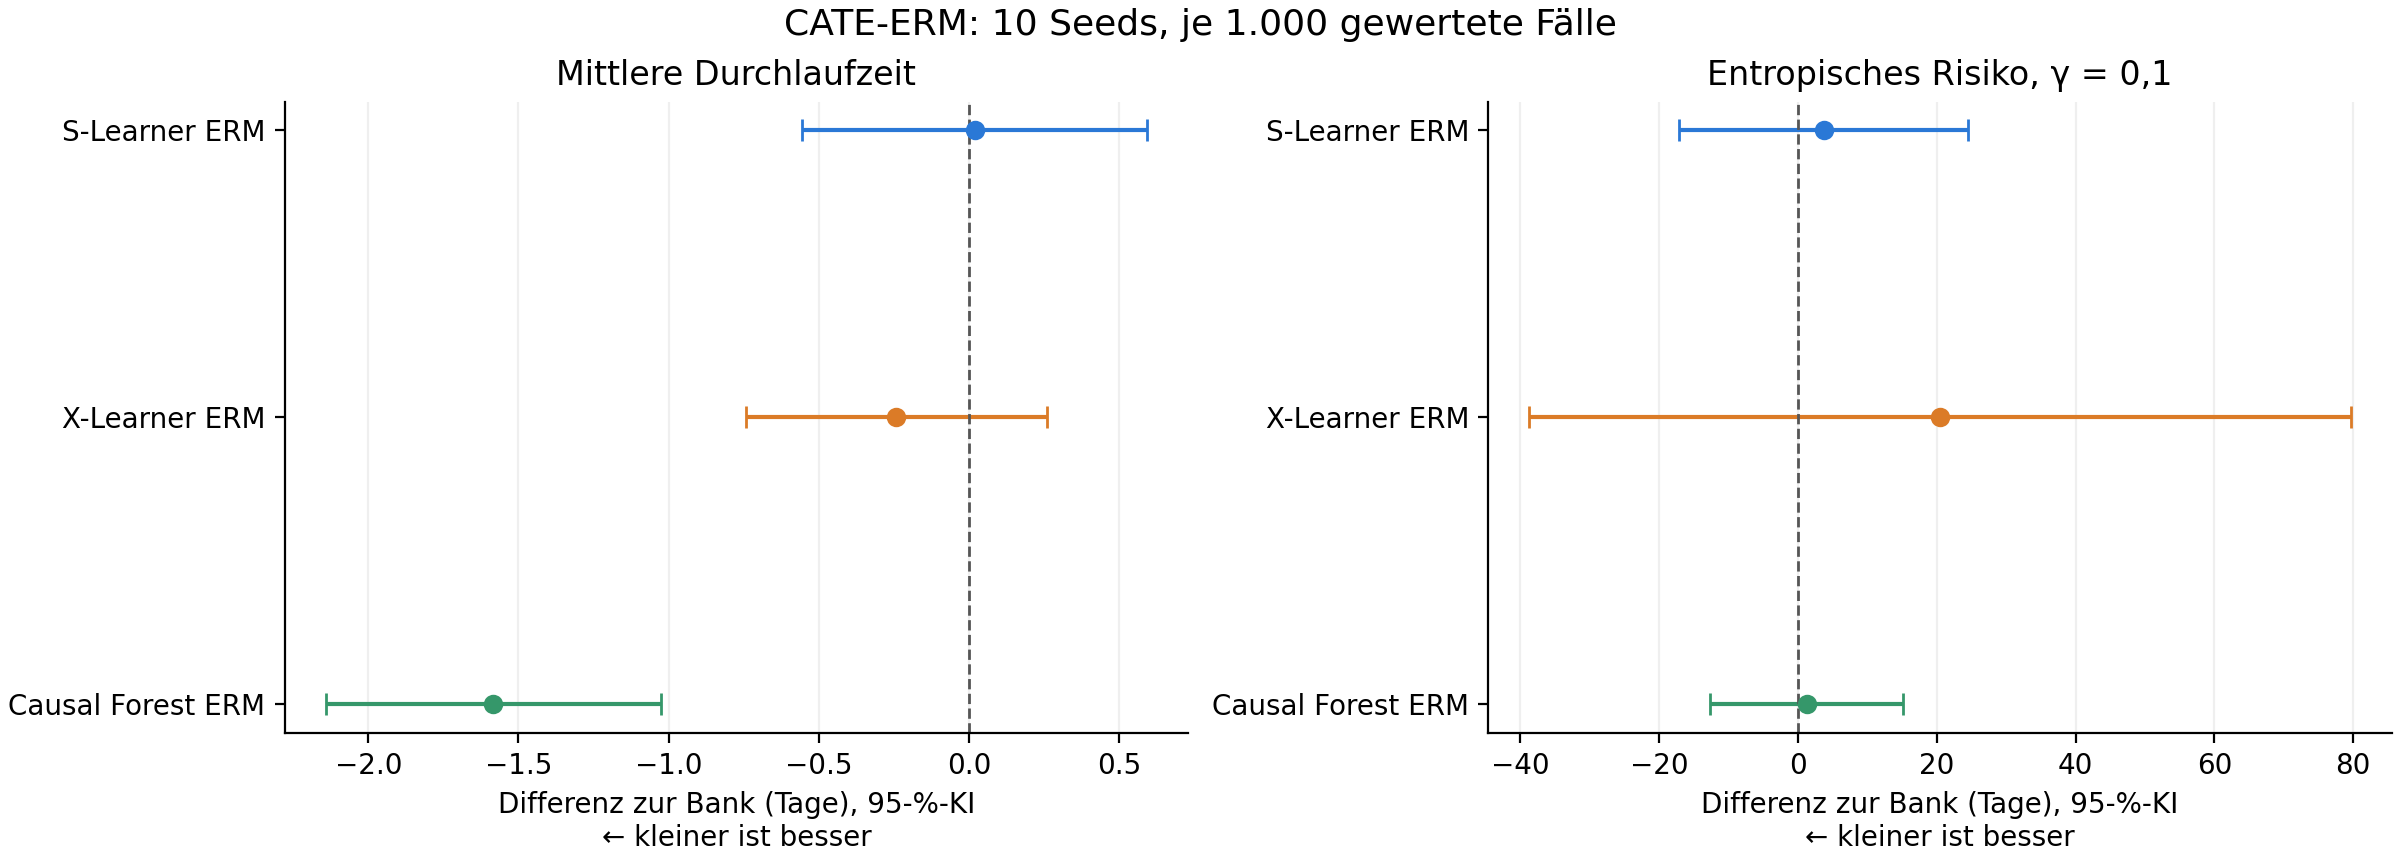 CATE-ERM: 10 Seeds, je 1.000 gewertete Fälle
Mittlere Durchlaufzeit
S-Learner ERM
X-Learner ERM
Causal Forest ERM
−2.0 −1.5 −1.0 −0.5 0.0 0.5
Differenz zur Bank (Tage), 95-%-KI
← kleiner ist besser
Entropisches Risiko, γ = 0,1
S-Learner ERM
X-Learner ERM
Causal Forest ERM
−40 −20 0 20 40 60 80
Differenz zur Bank (Tage), 95-%-KI
← kleiner ist besser